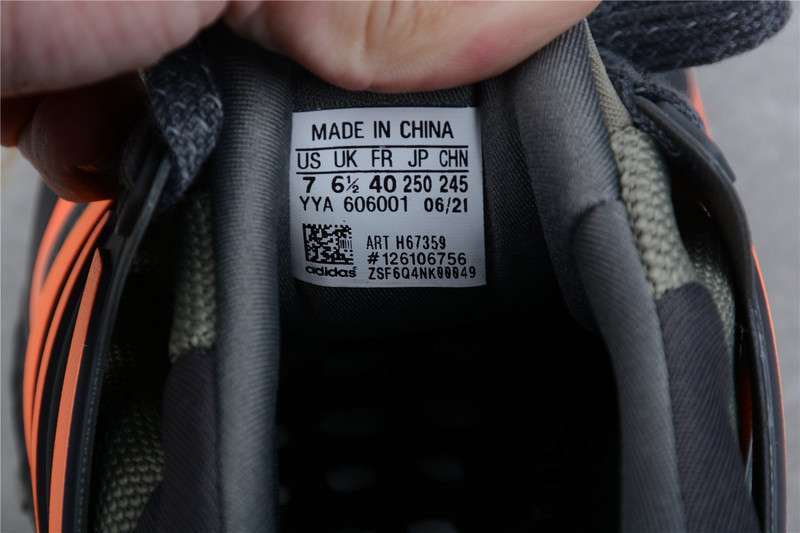 MADE IN CHINA
US UK FR JP CHN
7 6½ 40 250 245
YYA 606001 06/21
ART H67359
#126106756
adidas ZSF6Q4NK00049